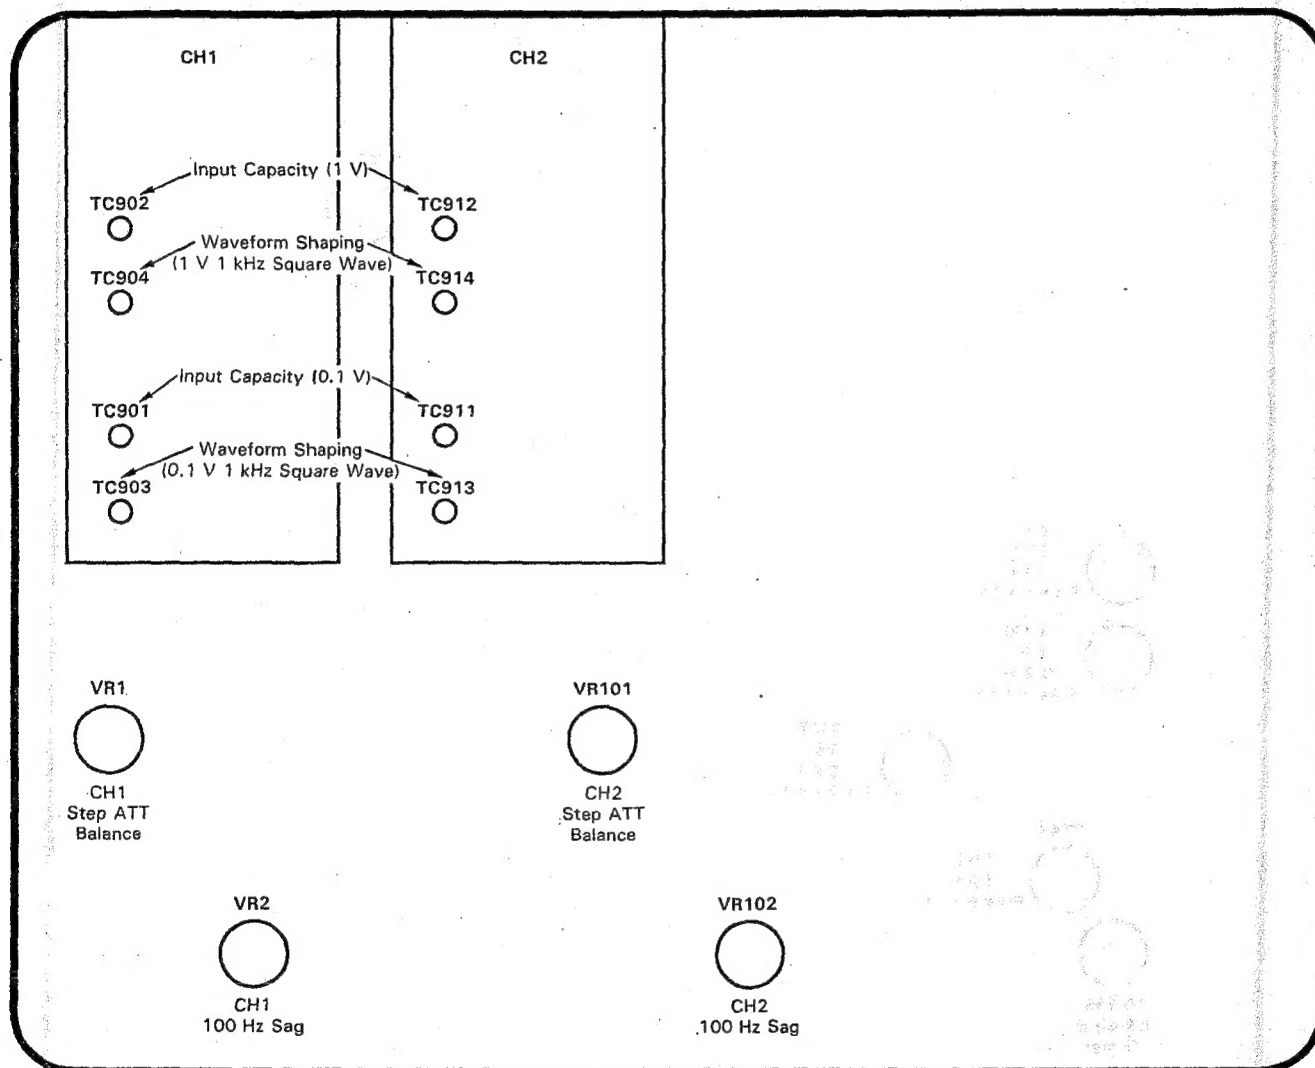 CH1
CH2
Input Capacity (1 V)
TC902
TC912
Waveform Shaping
(1 V 1 kHz Square Wave)
TC904
TC914
Input Capacity (0.1 V)
TC901
TC911
Waveform Shaping
(0.1 V 1 kHz Square Wave)
TC903
TC913
VR1
CH1
Step ATT
Balance
VR101
CH2
Step ATT
Balance
VR2
CH1
100 Hz Sag
VR102
CH2
100 Hz Sag